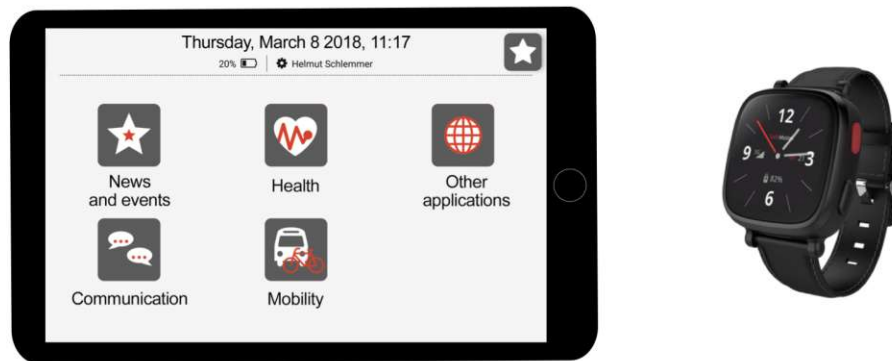 Thursday, March 8 2018, 11:17
20%
Helmut Schlemmer
News
and events
Health
Other
applications
Communication
Mobility
12
9
3
82%
6